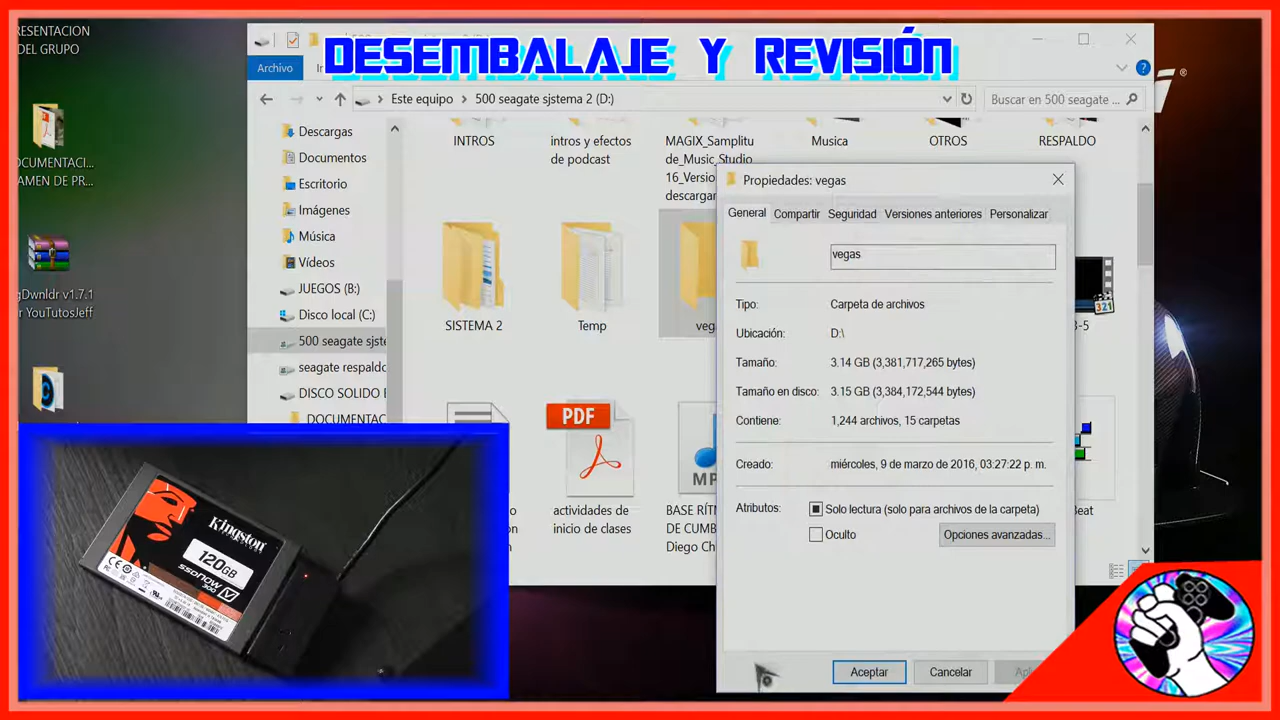 RESENTACION
DEL GRUPO
DESEMBALAJE Y REVISIÓN
Archivo
Este equipo
500 seagate sjstema 2 (D:)
Buscar en 500 seagate ...
OCUMENTACI...
AMEN DE PR...
gDwnldr v1.7.1
r YouTutosJeff
Descargas
Documentos
Escritorio
Imágenes
Música
Vídeos
JUEGOS (B:)
Disco local (C:)
500 seagate sjste
seagate respaldc
DISCO SOLIDO E
DOCUMENTAC
INTROS
intros y efectos
de podcast
MAGIX_Samplitu
de_Music_Studio
16_Versio
descargar
Musica
OTROS
RESPALDO
SISTEMA 2
Temp
vega
321
3-5
PDF
actividades de
inicio de clases
MP
BASE RÍTM
DE CUMB
Diego Ch
Beat
Propiedades: vegas
General
Compartir
Seguridad
Versiones anteriores
Personalizar
vegas
Tipo:
Carpeta de archivos
Ubicación:
D:\
Tamaño:
3.14 GB (3,381,717,265 bytes)
Tamaño en disco:
3.15 GB (3,384,172,544 bytes)
Contiene:
1,244 archivos, 15 carpetas
Creado:
miércoles, 9 de marzo de 2016, 03:27:22 p. m.
Atributos:
Solo lectura (solo para archivos de la carpeta)
Oculto
Opciones avanzadas...
Aceptar
Cancelar
Kingston
120GB
SSDNOW
300 V